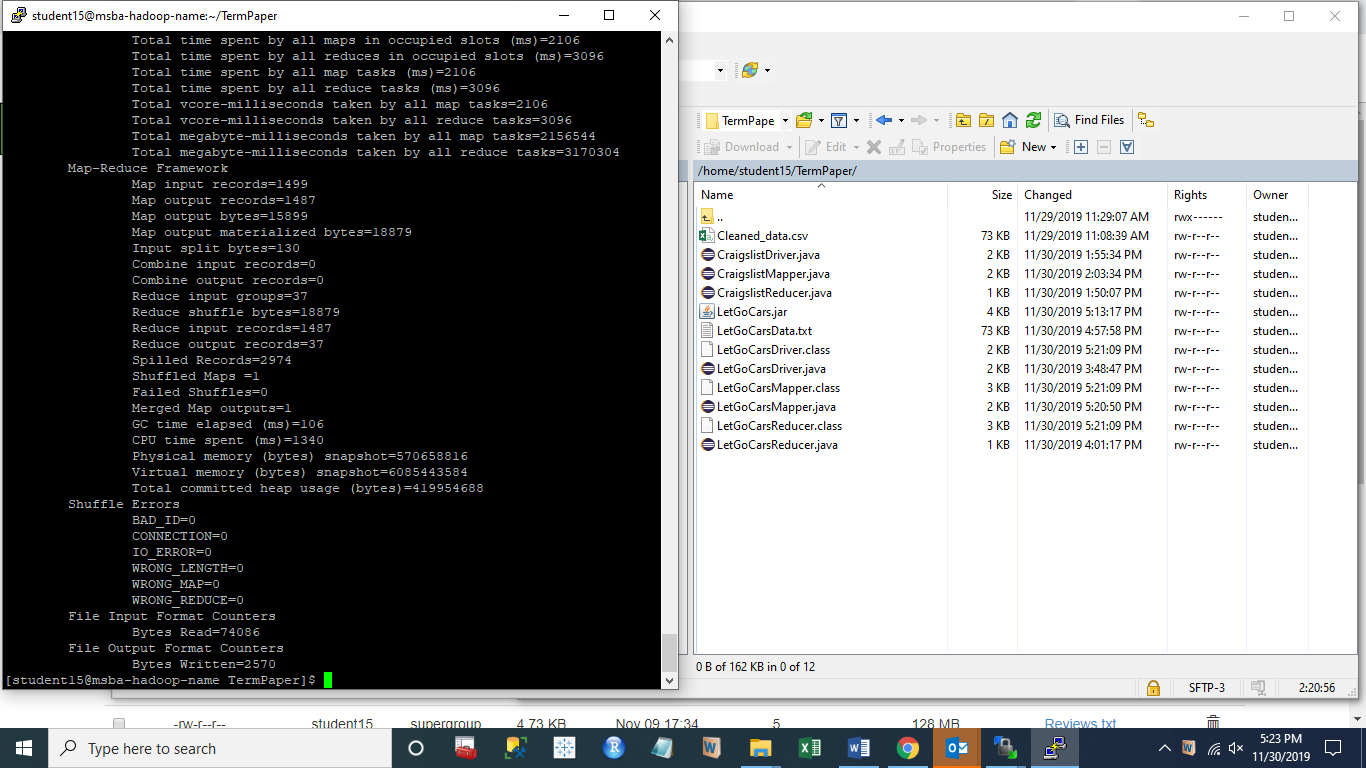 student15@msba-hadoop-name:~/TermPaper
Total time spent by all maps in occupied slots (ms)=2106
Total time spent by all reduces in occupied slots (ms)=3096
Total time spent by all map tasks (ms)=2106
Total time spent by all reduce tasks (ms)=3096
Total vcore-milliseconds taken by all map tasks=2106
Total vcore-milliseconds taken by all reduce tasks=3096
Total megabyte-milliseconds taken by all map tasks=2156544
Total megabyte-milliseconds taken by all reduce tasks=3170304
Map-Reduce Framework
Map input records=1499
Map output records=1487
Map output bytes=15899
Map output materialized bytes=18879
Input split bytes=130
Combine input records=0
Combine output records=0
Reduce input groups=37
Reduce shuffle bytes=18879
Reduce input records=1487
Reduce output records=37
Spilled Records=2974
Shuffled Maps =1
Failed Shuffles=0
Merged Map outputs=1
GC time elapsed (ms)=106
CPU time spent (ms)=1340
Physical memory (bytes) snapshot=570658816
Virtual memory (bytes) snapshot=6085443584
Total committed heap usage (bytes)=419954688
Shuffle Errors
BAD_ID=0
CONNECTION=0
IO_ERROR=0
WRONG_LENGTH=0
WRONG_MAP=0
WRONG_REDUCE=0
File Input Format Counters
Bytes Read=74086
File Output Format Counters
Bytes Written=2570
[student15@msba-hadoop-name TermPaper]$
TermPape Find Files
Download Edit Properties New
/home/student15/TermPaper/
Name Size Changed Rights Owner
.. 11/29/2019 11:29:07 AM rwx------ studen...
Cleaned_data.csv 73 KB 11/29/2019 11:08:39 AM rw-r--r-- studen...
CraigslistDriver.java 2 KB 11/30/2019 1:55:34 PM rw-r--r-- studen...
CraigslistMapper.java 2 KB 11/30/2019 2:03:34 PM rw-r--r-- studen...
CraigslistReducer.java 1 KB 11/30/2019 1:50:07 PM rw-r--r-- studen...
LetGoCars.jar 4 KB 11/30/2019 5:13:17 PM rw-r--r-- studen...
LetGoCarsData.txt 73 KB 11/30/2019 4:57:58 PM rw-r--r-- studen...
LetGoCarsDriver.class 2 KB 11/30/2019 5:21:09 PM rw-r--r-- studen...
LetGoCarsDriver.java 2 KB 11/30/2019 3:48:47 PM rw-r--r-- studen...
LetGoCarsMapper.class 3 KB 11/30/2019 5:21:09 PM rw-r--r-- studen...
LetGoCarsMapper.java 2 KB 11/30/2019 5:20:50 PM rw-r--r-- studen...
LetGoCarsReducer.class 3 KB 11/30/2019 5:21:09 PM rw-r--r-- studen...
LetGoCarsReducer.java 1 KB 11/30/2019 4:01:17 PM rw-r--r-- studen...
0 B of 162 KB in 0 of 12
SFTP-3 2:20:56
-rw-r--r-- student15 supergroup 4.73 KB Nov 09 17:34 5 128 MB Reviews.txt
Type here to search
5:23 PM
11/30/2019